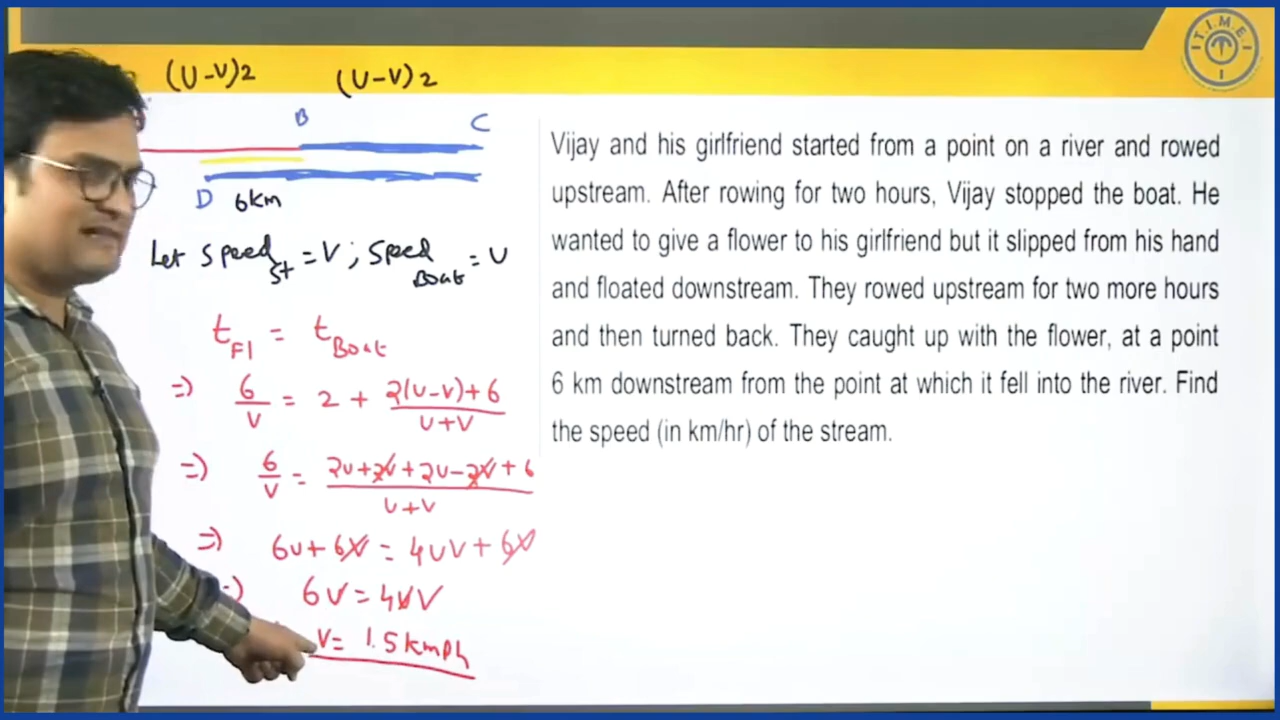 T.I.M.E.
(U-V)2 (U-V)2
B C
D 6km
Let Speed St = V ; Speed Boat = U
t Fl = t Boat
=) 6/V = 2 + 2(U-V)+6 / U+V
=) 6/V = 2U+2V+2U-2V+6 / U+V
=) 6U+6V = 4UV+6V
6U = 4UV
V= 1.5kmph
Vijay and his girlfriend started from a point on a river and rowed
upstream. After rowing for two hours, Vijay stopped the boat. He
wanted to give a flower to his girlfriend but it slipped from his hand
and floated downstream. They rowed upstream for two more hours
and then turned back. They caught up with the flower, at a point
6 km downstream from the point at which it fell into the river. Find
the speed (in km/hr) of the stream.